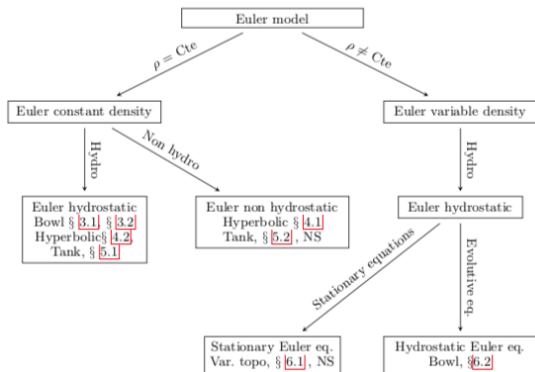 Euler model
ρ = Cte
ρ ≠ Cte
Euler constant density
Euler variable density
Hydro
Non hydro
Hydro
Euler hydrostatic
Bowl § 3.1, § 3.2
Hyperbolic§ 4.2,
Tank, § 5.1
Euler non hydrostatic
Hyperbolic § 4.1
Tank, § 5.2 , NS
Euler hydrostatic
Stationary equations
Evolutive eq.
Stationary Euler eq.
Var. topo, § 6.1 , NS
Hydrostatic Euler eq.
Bowl, §6.2